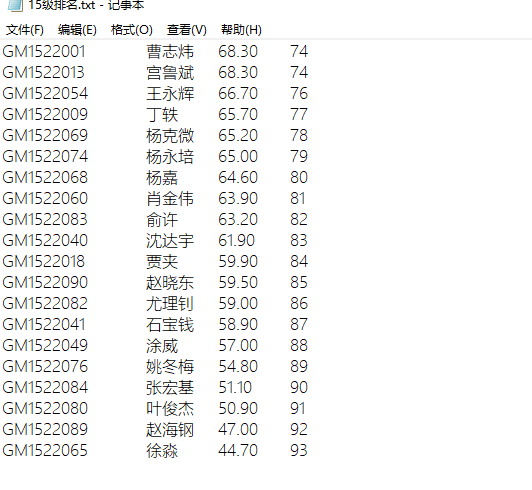 15级排名.txt - 记事本
文件(F) 编辑(E) 格式(O) 查看(V) 帮助(H)
GM1522001 曹志炜 68.30 74
GM1522013 宫鲁斌 68.30 74
GM1522054 王永辉 66.70 76
GM1522009 丁轶 65.70 77
GM1522069 杨克微 65.20 78
GM1522074 杨永培 65.00 79
GM1522068 杨嘉 64.60 80
GM1522060 肖金伟 63.90 81
GM1522083 俞许 63.20 82
GM1522040 沈达宇 61.90 83
GM1522018 贾夹 59.90 84
GM1522090 赵晓东 59.50 85
GM1522082 尤理钊 59.00 86
GM1522041 石宝钱 58.90 87
GM1522049 涂威 57.00 88
GM1522076 姚冬梅 54.80 89
GM1522084 张宏基 51.10 90
GM1522080 叶俊杰 50.90 91
GM1522089 赵海钢 47.00 92
GM1522065 徐淼 44.70 93